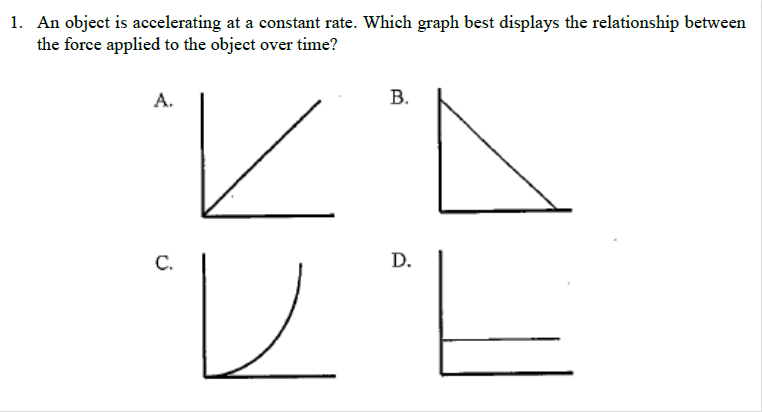 1. An object is accelerating at a constant rate. Which graph best displays the relationship between
the force applied to the object over time?
A.
B.
C.
D.